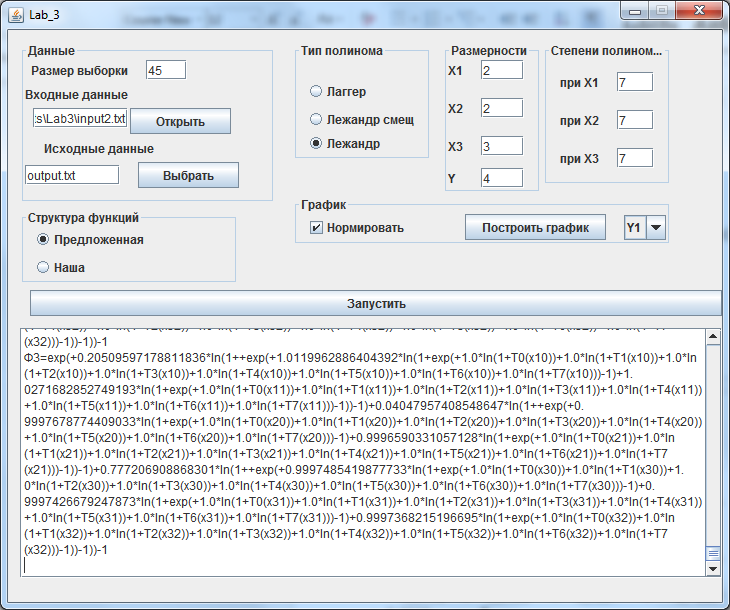 Lab_3
Данные
Размер выборки 45
Входные данные
:s\Lab3\input2.txt Открыть
Исходные данные
output.txt Выбрать
Тип полинома
Лаггер
Лежандр смещ
Лежандр
Размерности
X1 2
X2 2
X3 3
Y 4
Степени полином...
при X1 7
при X2 7
при X3 7
Структура функций
Предложенная
Наша
График
Нормировать Построить график Y1
Запустить
(x32)))-1))-1))-1
Ф3=exp(+0.20509597178811836*ln(1++exp(+1.0119962886404392*ln(1+exp(+1.0*ln(1+T0(x10))+1.0*ln(1+T1(x10))+1.0*ln
(1+T2(x10))+1.0*ln(1+T3(x10))+1.0*ln(1+T4(x10))+1.0*ln(1+T5(x10))+1.0*ln(1+T6(x10))+1.0*ln(1+T7(x10)))-1)+1.
0271682852749193*ln(1+exp(+1.0*ln(1+T0(x11))+1.0*ln(1+T1(x11))+1.0*ln(1+T2(x11))+1.0*ln(1+T3(x11))+1.0*ln(1+T4(x11))
+1.0*ln(1+T5(x11))+1.0*ln(1+T6(x11))+1.0*ln(1+T7(x11)))-1))-1)+0.04047957408548647*ln(1++exp(+0.
9997678774409033*ln(1+exp(+1.0*ln(1+T0(x20))+1.0*ln(1+T1(x20))+1.0*ln(1+T2(x20))+1.0*ln(1+T3(x20))+1.0*ln(1+T4(x20))
+1.0*ln(1+T5(x20))+1.0*ln(1+T6(x20))+1.0*ln(1+T7(x20)))-1)+0.9996590331057128*ln(1+exp(+1.0*ln(1+T0(x21))+1.0*ln
(1+T1(x21))+1.0*ln(1+T2(x21))+1.0*ln(1+T3(x21))+1.0*ln(1+T4(x21))+1.0*ln(1+T5(x21))+1.0*ln(1+T6(x21))+1.0*ln(1+T7
(x21)))-1))-1)+0.777206908868301*ln(1++exp(+0.9997485419877733*ln(1+exp(+1.0*ln(1+T0(x30))+1.0*ln(1+T1(x30))+1.
0*ln(1+T2(x30))+1.0*ln(1+T3(x30))+1.0*ln(1+T4(x30))+1.0*ln(1+T5(x30))+1.0*ln(1+T6(x30))+1.0*ln(1+T7(x30)))-1)+0.
9997426679247873*ln(1+exp(+1.0*ln(1+T0(x31))+1.0*ln(1+T1(x31))+1.0*ln(1+T2(x31))+1.0*ln(1+T3(x31))+1.0*ln(1+T4(x31))
+1.0*ln(1+T5(x31))+1.0*ln(1+T6(x31))+1.0*ln(1+T7(x31)))-1)+0.9997368215196695*ln(1+exp(+1.0*ln(1+T0(x32))+1.0*ln
(1+T1(x32))+1.0*ln(1+T2(x32))+1.0*ln(1+T3(x32))+1.0*ln(1+T4(x32))+1.0*ln(1+T5(x32))+1.0*ln(1+T6(x32))+1.0*ln(1+T7
(x32)))-1))-1))-1